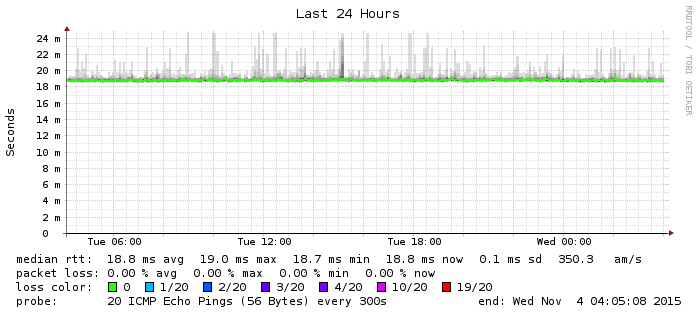 Last 24 Hours
RRDTOOL / TOBI OETIKER
Seconds
24 m
22 m
20 m
18 m
16 m
14 m
12 m
10 m
8 m
6 m
4 m
2 m
0
Tue 06:00 Tue 12:00 Tue 18:00 Wed 00:00
median rtt: 18.8 ms avg 19.0 ms max 18.7 ms min 18.8 ms now 0.1 ms sd 350.3 am/s
packet loss: 0.00 % avg 0.00 % max 0.00 % min 0.00 % now
loss color: 0 1/20 2/20 3/20 4/20 10/20 19/20
probe: 20 ICMP Echo Pings (56 Bytes) every 300s end: Wed Nov 4 04:05:08 2015